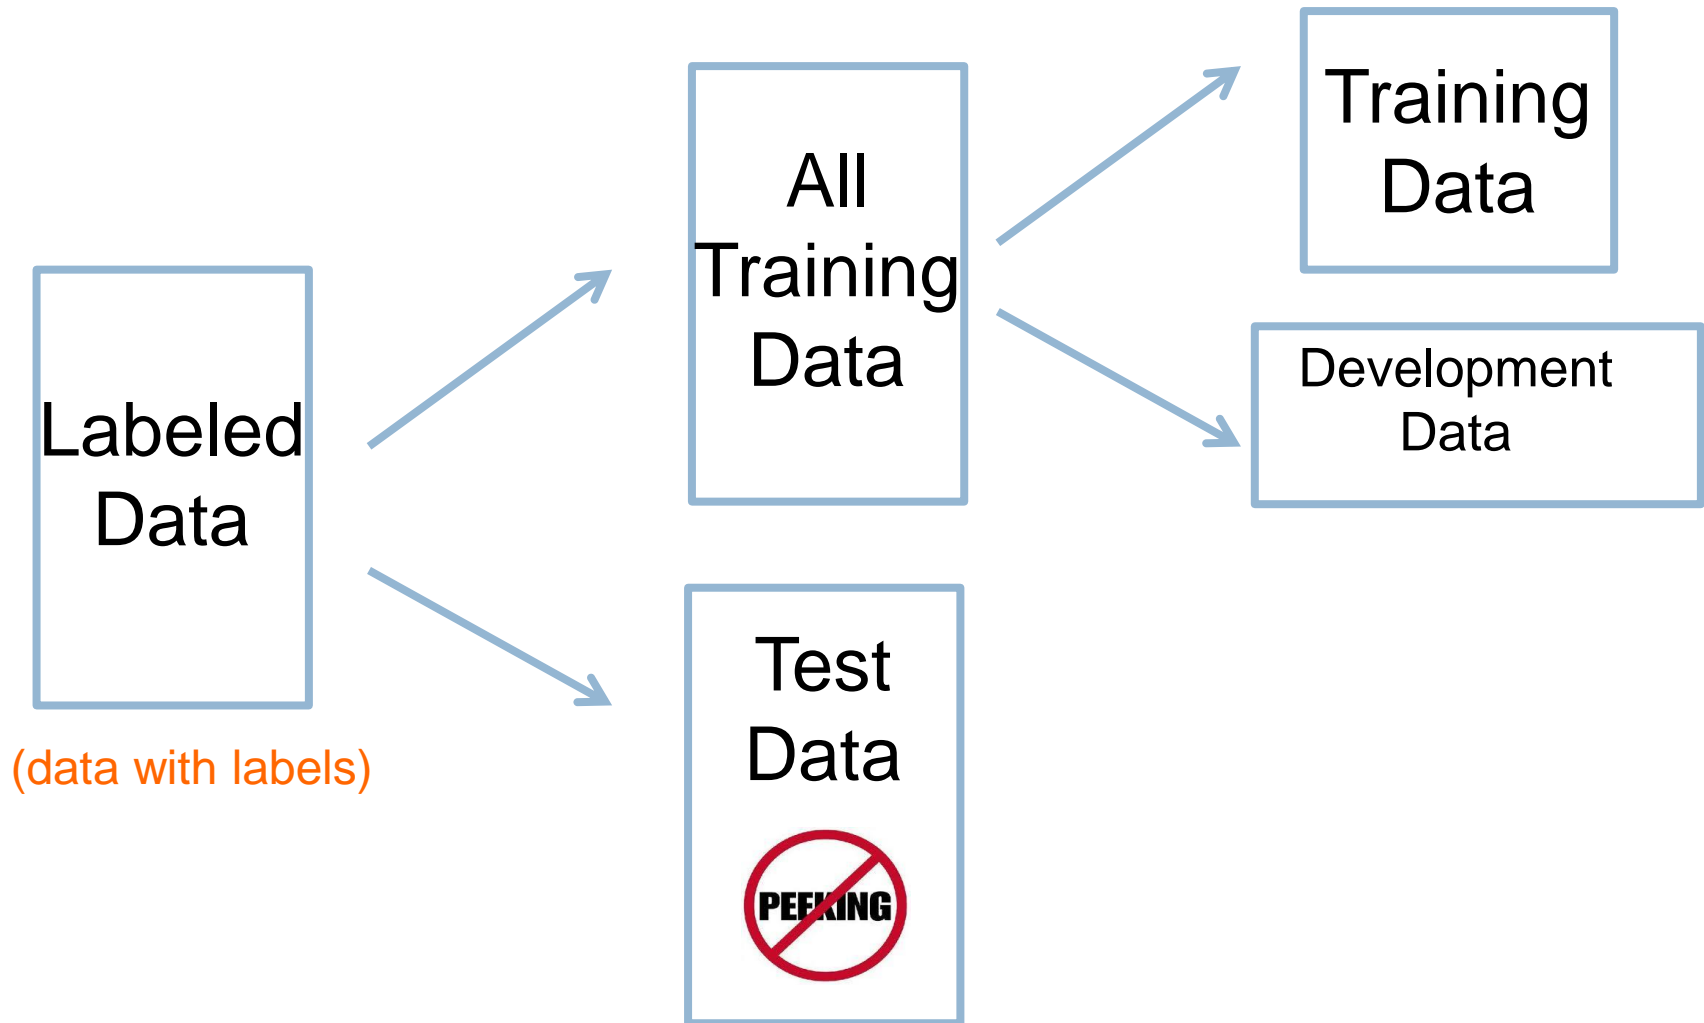 Labeled
Data
(data with labels)
All
Training
Data
Test
Data
PEEKING
Training
Data
Development
Data